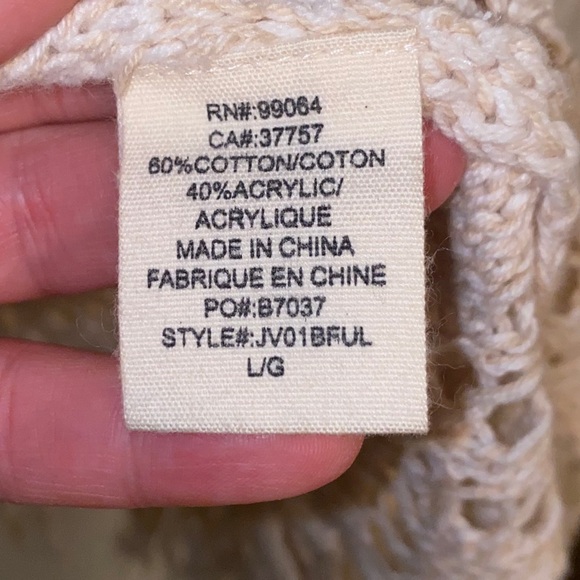 RN#:99064
CA#:37757
60%COTTON/COTON
40%ACRYLIC/
ACRYLIQUE
MADE IN CHINA
FABRIQUE EN CHINE
PO#:B7037
STYLE#:JV01BFUL
L/G